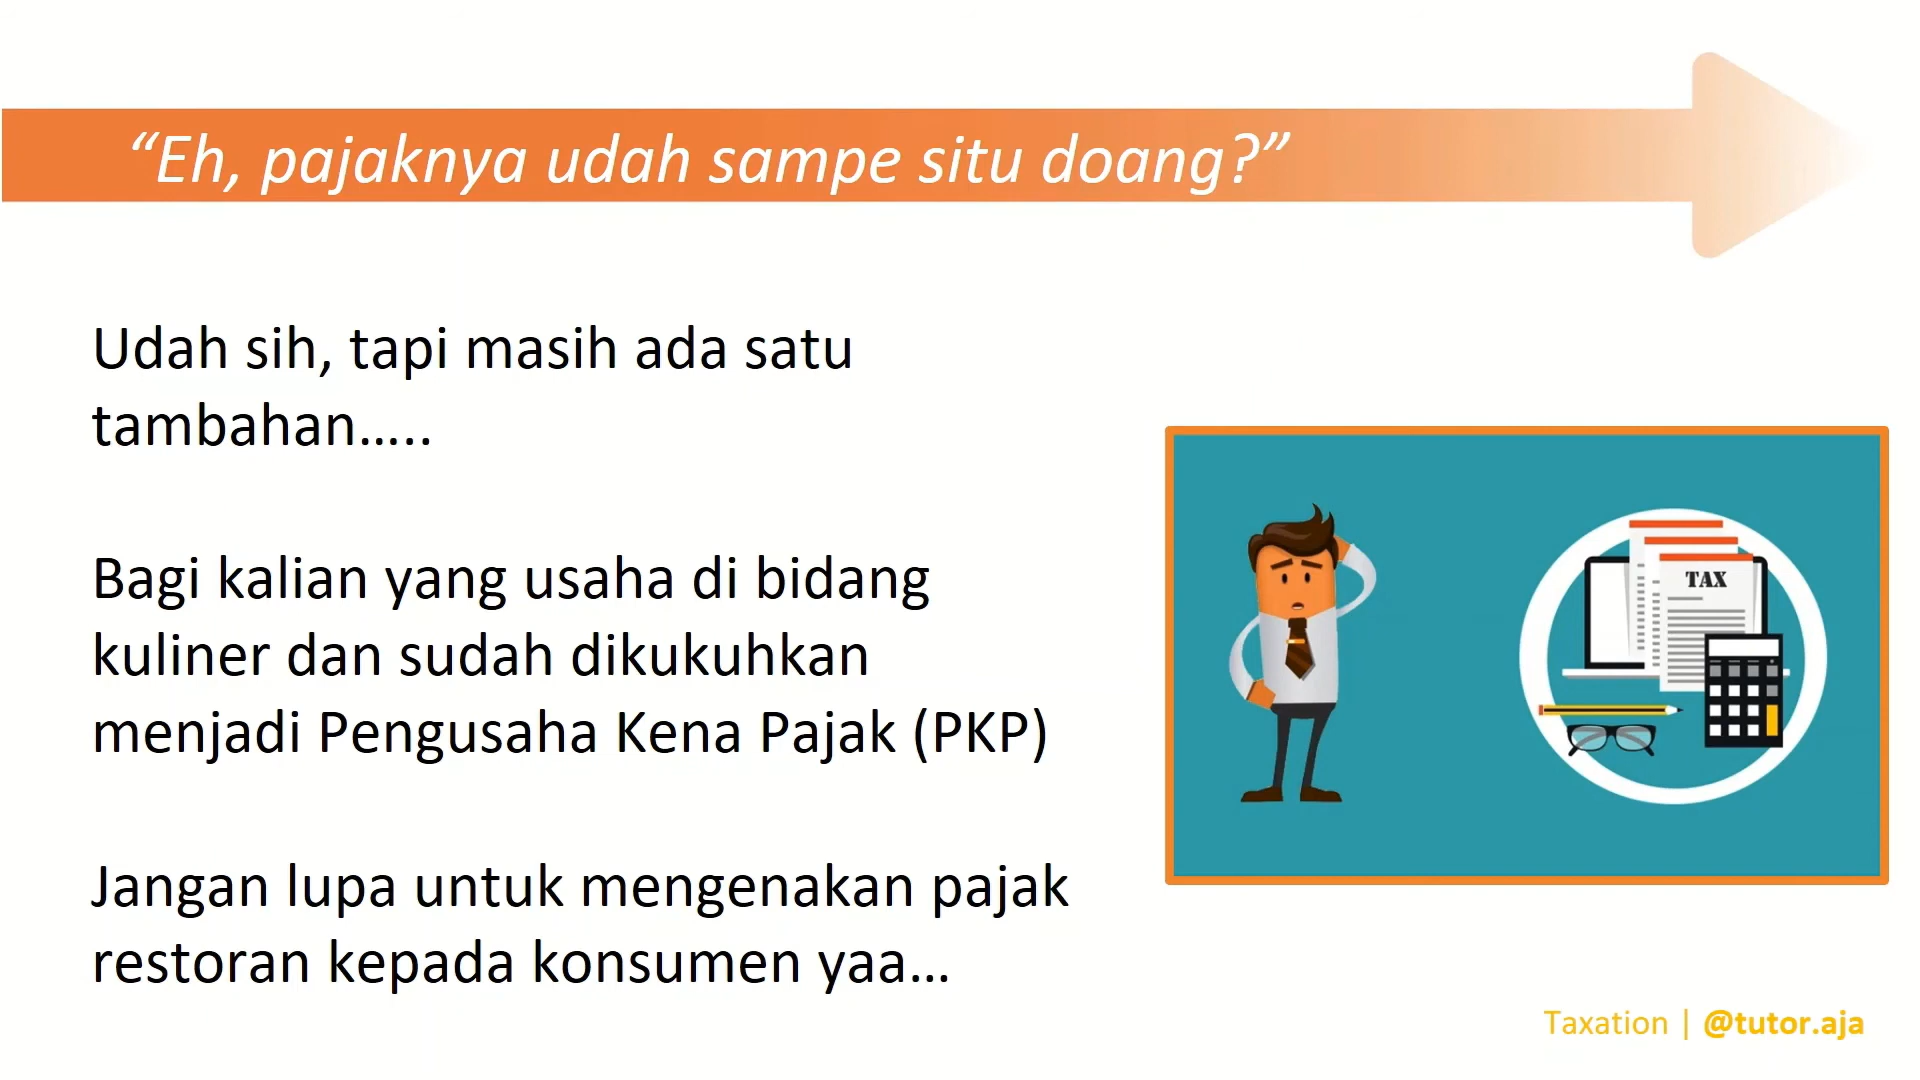 “Eh, pajaknya udah sampe situ doang?”
Udah sih, tapi masih ada satu
tambahan…..
Bagi kalian yang usaha di bidang
kuliner dan sudah dikukuhkan
menjadi Pengusaha Kena Pajak (PKP)
Jangan lupa untuk mengenakan pajak
restoran kepada konsumen yaa…
TAX
Taxation | @tutor.aja